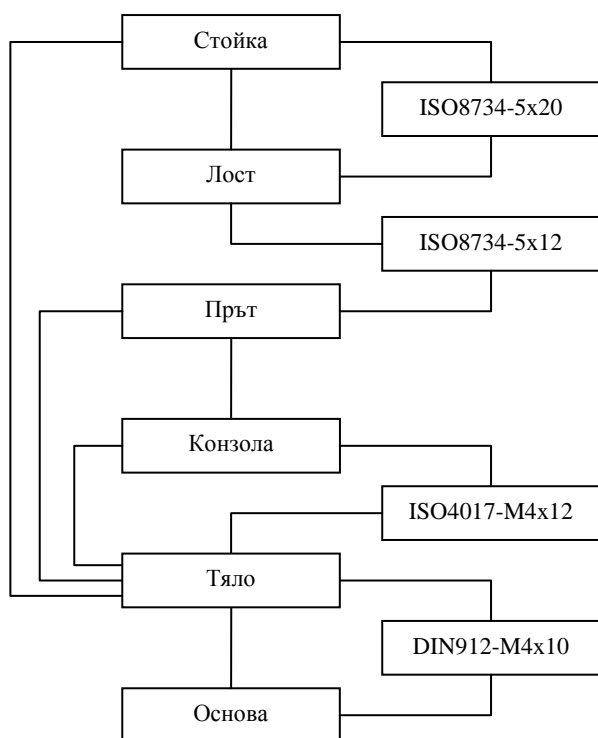 Стойка
ISO8734-5x20
Лост
ISO8734-5x12
Прът
Конзола
ISO4017-M4x12
Тяло
DIN912-M4x10
Основа